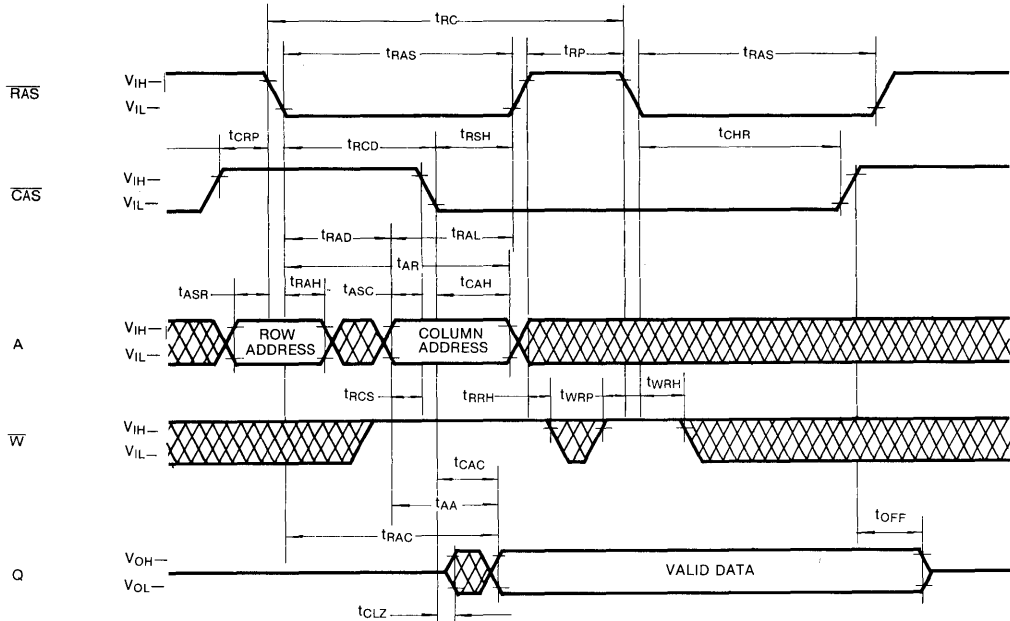 tRC
tRAS tRP tRAS
RAS VIH
VIL
tCRP tRCD tRSH tCHR
CAS VIH
VIL
tRAD tRAL
tAR
tASR tRAH tASC tCAH
A VIH ROW ADDRESS COLUMN ADDRESS
VIL
tRCS tRRH tWRP tWRH
W VIH
VIL
tCAC
tAA
tRAC tOFF
Q VOH VALID DATA
VOL
tCLZ